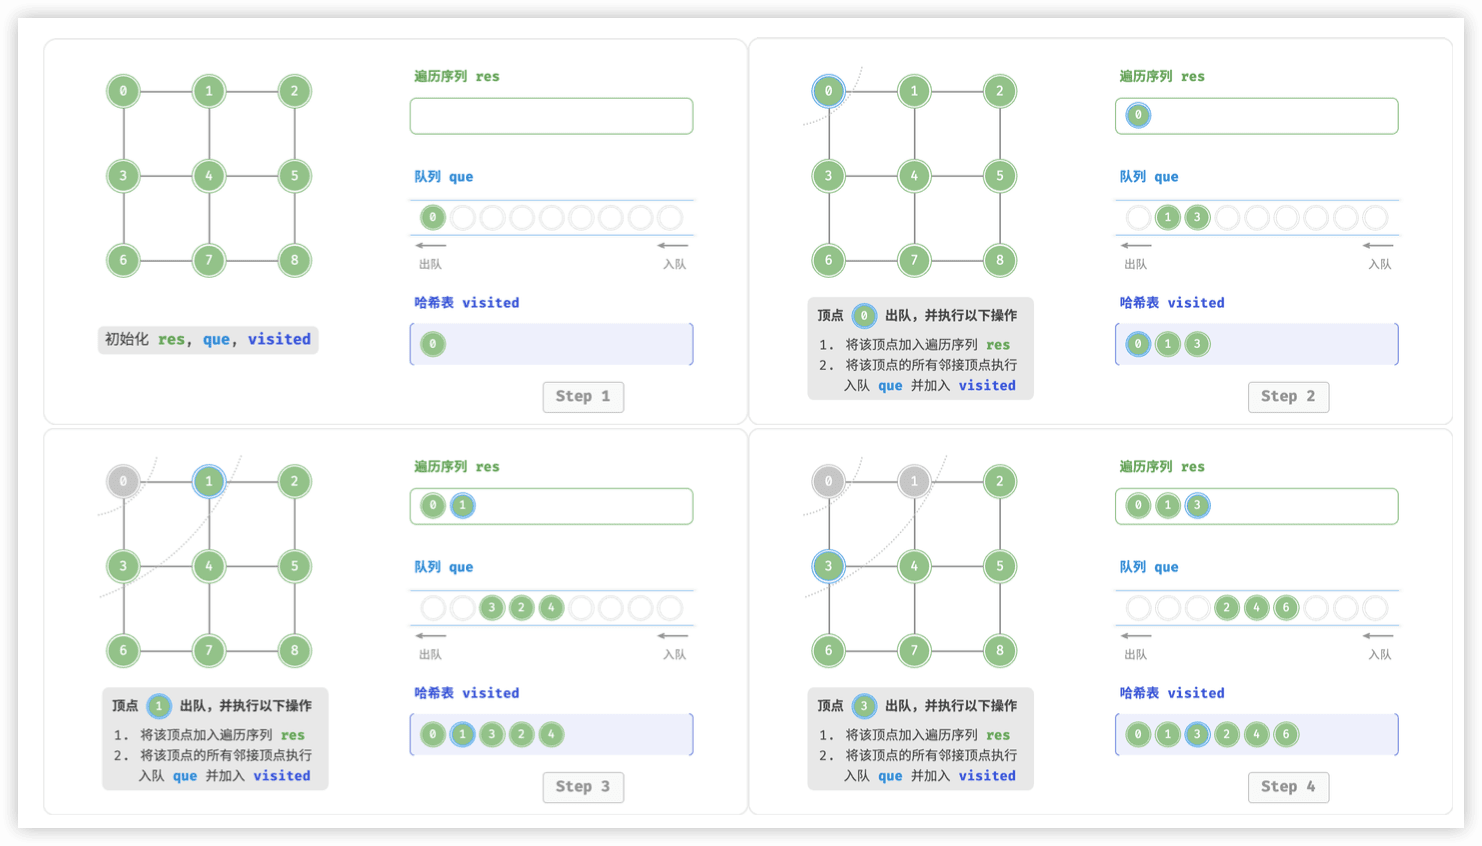 遍历序列 res
0 1 2
队列 que
3 4 5
0
出队 入队
6 7 8
哈希表 visited
初始化 res, que, visited
0
Step 1
遍历序列 res
0 1 2
0
队列 que
3 4 5
1 3
出队 入队
6 7 8
哈希表 visited
顶点 0 出队，并执行以下操作
1. 将该顶点加入遍历序列 res
2. 将该顶点的所有邻接顶点执行
入队 que 并加入 visited
0 1 3
Step 2
遍历序列 res
0 1 2
0 1
队列 que
3 4 5
3 2 4
出队 入队
6 7 8
哈希表 visited
顶点 1 出队，并执行以下操作
1. 将该顶点加入遍历序列 res
2. 将该顶点的所有邻接顶点执行
入队 que 并加入 visited
0 1 3 2 4
Step 3
遍历序列 res
0 1 2
0 1 3
队列 que
3 4 5
2 4 6
出队 入队
6 7 8
哈希表 visited
顶点 3 出队，并执行以下操作
1. 将该顶点加入遍历序列 res
2. 将该顶点的所有邻接顶点执行
入队 que 并加入 visited
0 1 3 2 4 6
Step 4